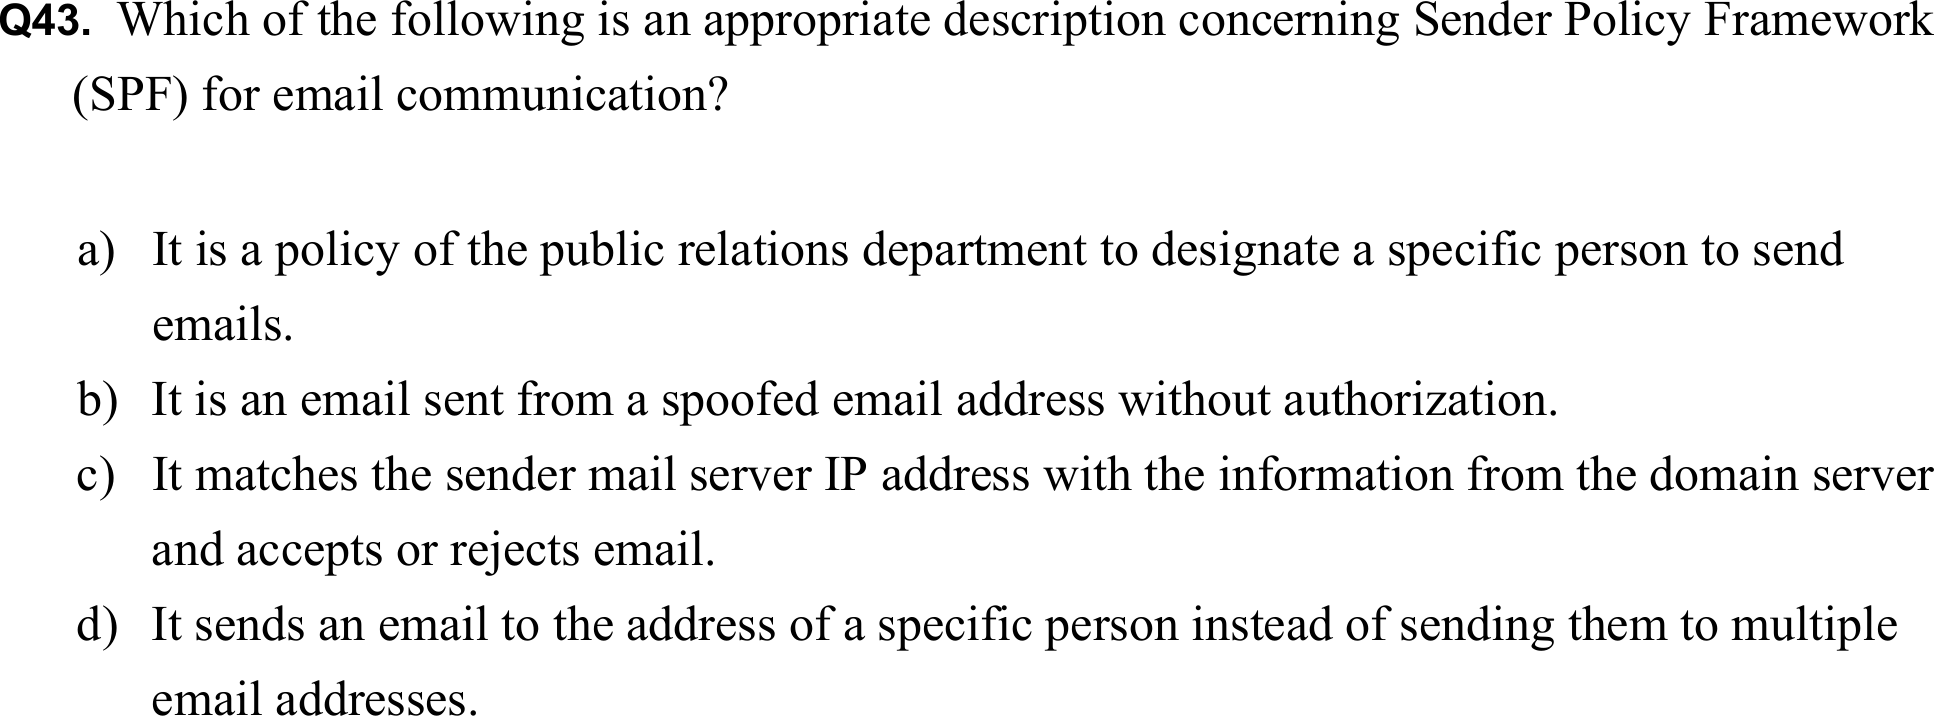 Q43. Which of the following is an appropriate description concerning Sender Policy Framework
(SPF) for email communication?
a) It is a policy of the public relations department to designate a specific person to send
emails.
b) It is an email sent from a spoofed email address without authorization.
c) It matches the sender mail server IP address with the information from the domain server
and accepts or rejects email.
d) It sends an email to the address of a specific person instead of sending them to multiple
email addresses.